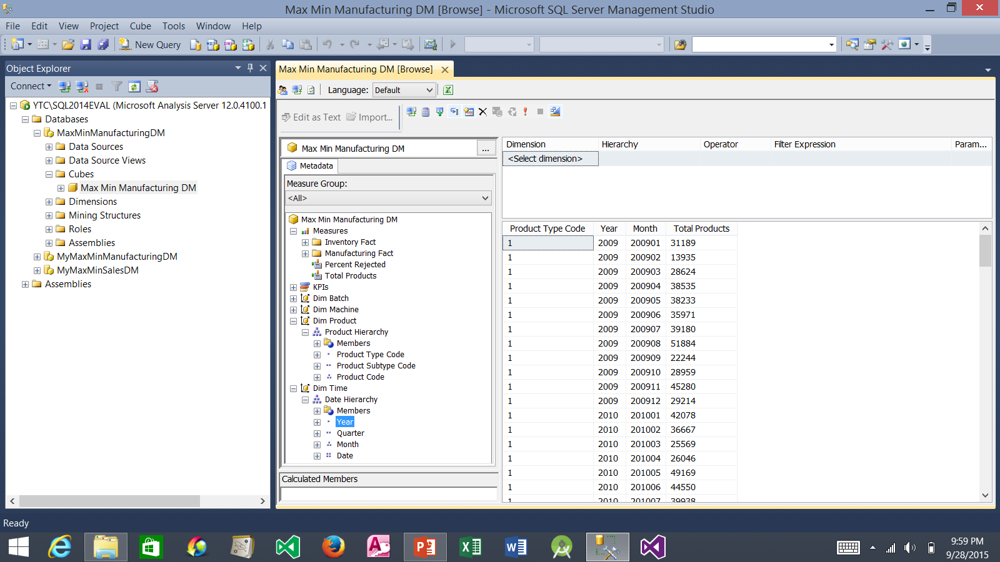 Max Min Manufacturing DM [Browse] - Microsoft SQL Server Management Studio
File Edit View Project Cube Tools Window Help
New Query
Object Explorer
Connect
YTC\SQL2014EVAL (Microsoft Analysis Server 12.0.4100.1
Databases
MaxMinManufacturingDM
Data Sources
Data Source Views
Cubes
Max Min Manufacturing DM
Dimensions
Mining Structures
Roles
Assemblies
MyMaxMinManufacturingDM
MyMaxMinSalesDM
Assemblies
Max Min Manufacturing DM [Browse]
Language: Default
Edit as Text Import...
Max Min Manufacturing DM ...
Metadata
Measure Group:
<All>
Max Min Manufacturing DM
Measures
Inventory Fact
Manufacturing Fact
Percent Rejected
Total Products
KPIs
Dim Batch
Dim Machine
Dim Product
Product Hierarchy
Members
Product Type Code
Product Subtype Code
Product Code
Dim Time
Date Hierarchy
Members
Year
Quarter
Month
Date
Calculated Members
Dimension Hierarchy Operator Filter Expression Param...
<Select dimension>
Product Type Code Year Month Total Products
1 2009 200901 31189
1 2009 200902 13935
1 2009 200903 28624
1 2009 200904 38535
1 2009 200905 38233
1 2009 200906 35971
1 2009 200907 39180
1 2009 200908 51884
1 2009 200909 22244
1 2009 200910 28959
1 2009 200911 45280
1 2009 200912 29214
1 2010 201001 42078
1 2010 201002 36667
1 2010 201003 25569
1 2010 201004 26046
1 2010 201005 49169
1 2010 201006 44550
1 2010 201007 39938
Ready
9:59 PM
9/28/2015